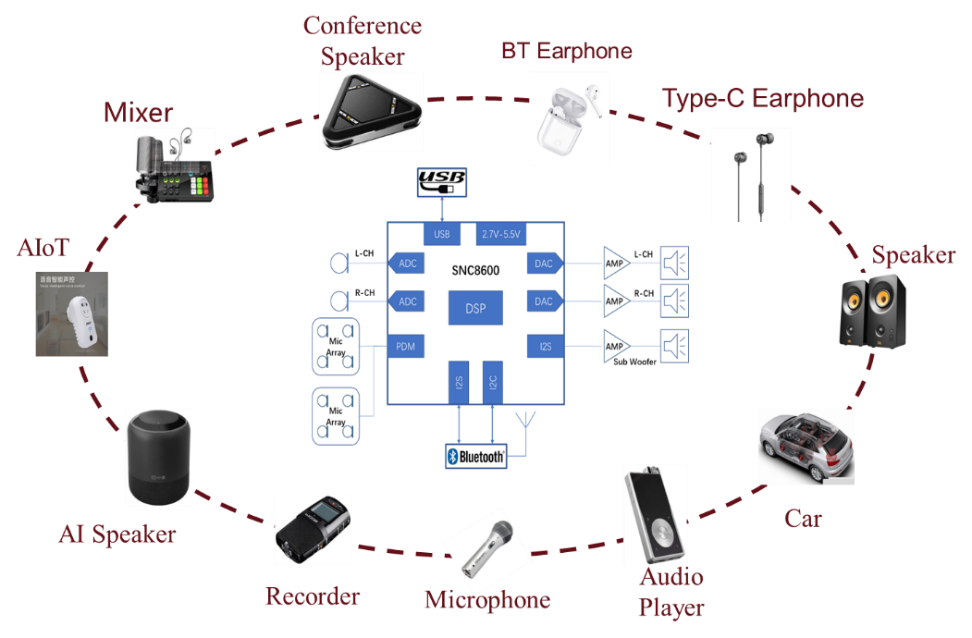 Conference
Speaker
BT Earphone
Type-C Earphone
Mixer
USB
USB
2.7V-5.5V
AIoT
Speaker
L-CH
ADC
SNC8600
DAC
AMP
L-CH
R-CH
ADC
DSP
DAC
AMP
R-CH
Mic
Array
PDM
I2S
AMP
Sub Woofer
I2S
I2C
Mic
Array
Bluetooth
AI Speaker
Car
Recorder
Microphone
Audio
Player